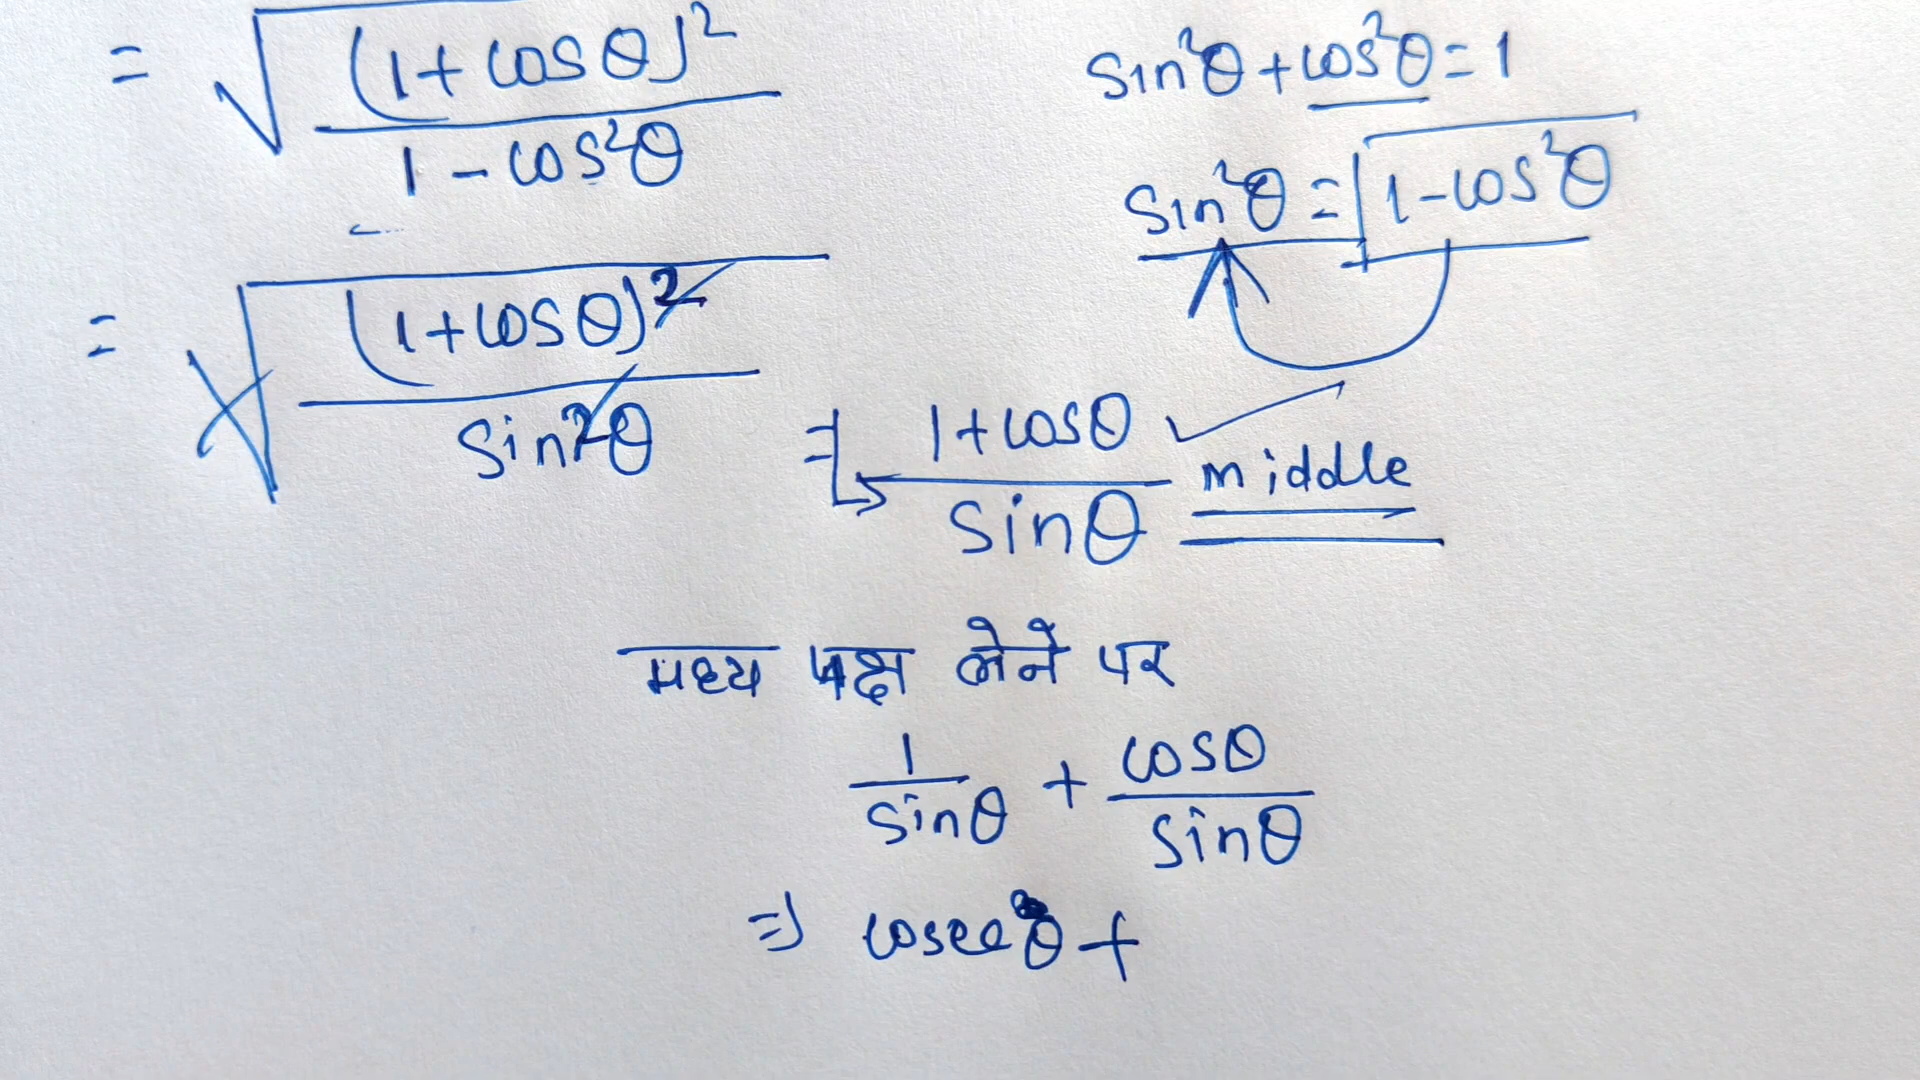 = √((1+cosθ)² / (1-cos²θ))
sin²θ + cos²θ = 1
sin²θ = 1-cos²θ
= √((1+cosθ)² / sin²θ)
= (1+cosθ) / sinθ
middle
मध्य पक्ष लेने पर
1/sinθ + cosθ/sinθ
⇒ cosecθ +